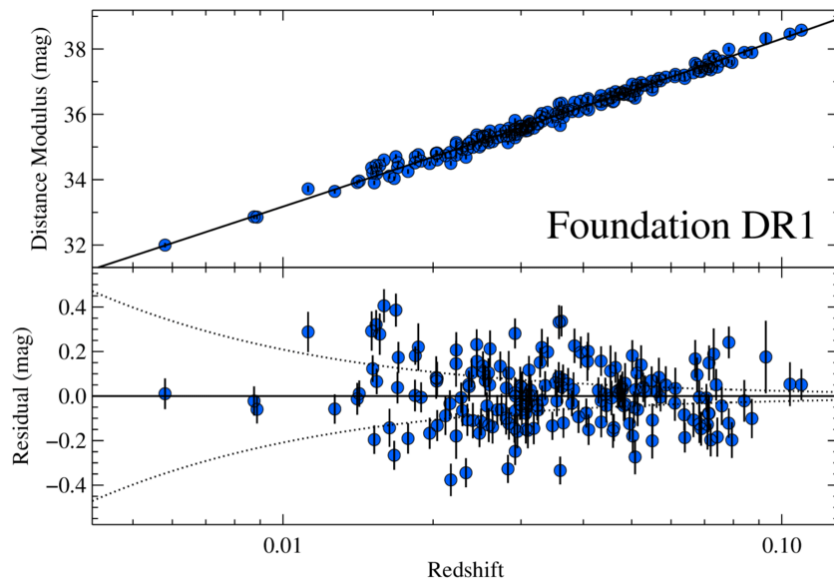 38
36
34
32
Distance Modulus (mag)
Foundation DR1
0.4
0.2
0.0
−0.2
−0.4
Residual (mag)
0.01
0.10
Redshift